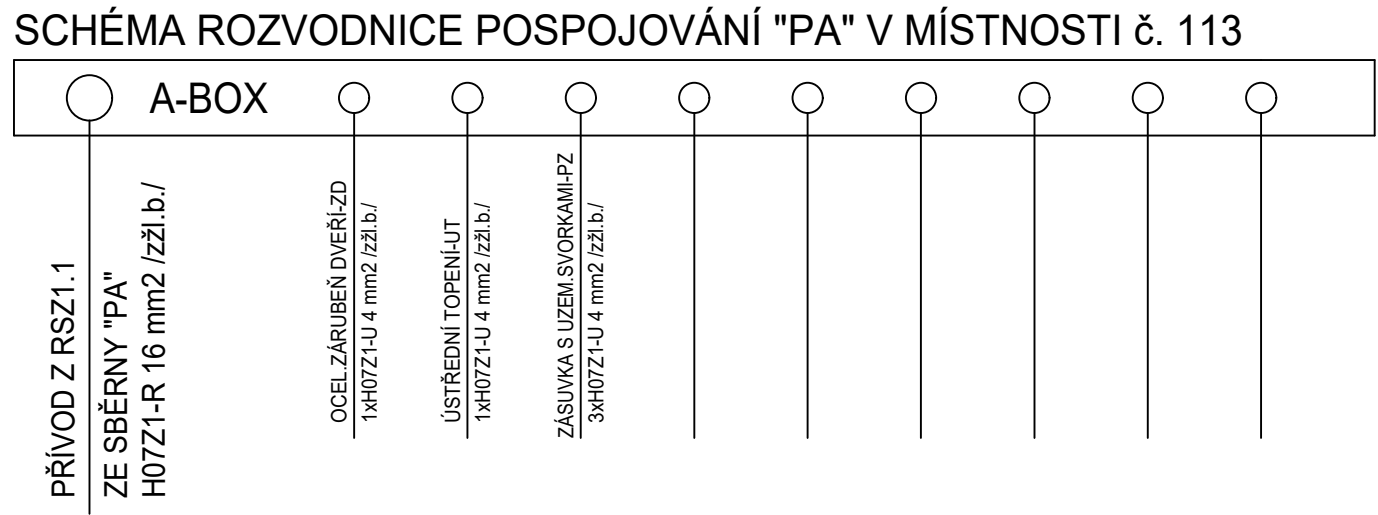 SCHÉMA ROZVODNICE POSPOJOVÁNÍ "PA" V MÍSTNOSTI č. 113
A-BOX
PŘÍVOD Z RSZ1.1
ZE SBĚRNY "PA"
H07Z1-R 16 mm2 /zžl.b./
OCEL.ZÁRUBEŇ DVEŘÍ-ZD
1xH07Z1-U 4 mm2 /zžl.b./
ÚSTŘEDNÍ TOPENÍ-UT
1xH07Z1-U 4 mm2 /zžl.b./
ZÁSUVKA S UZEM.SVORKAMI-PZ
3xH07Z1-U 4 mm2 /zžl.b./